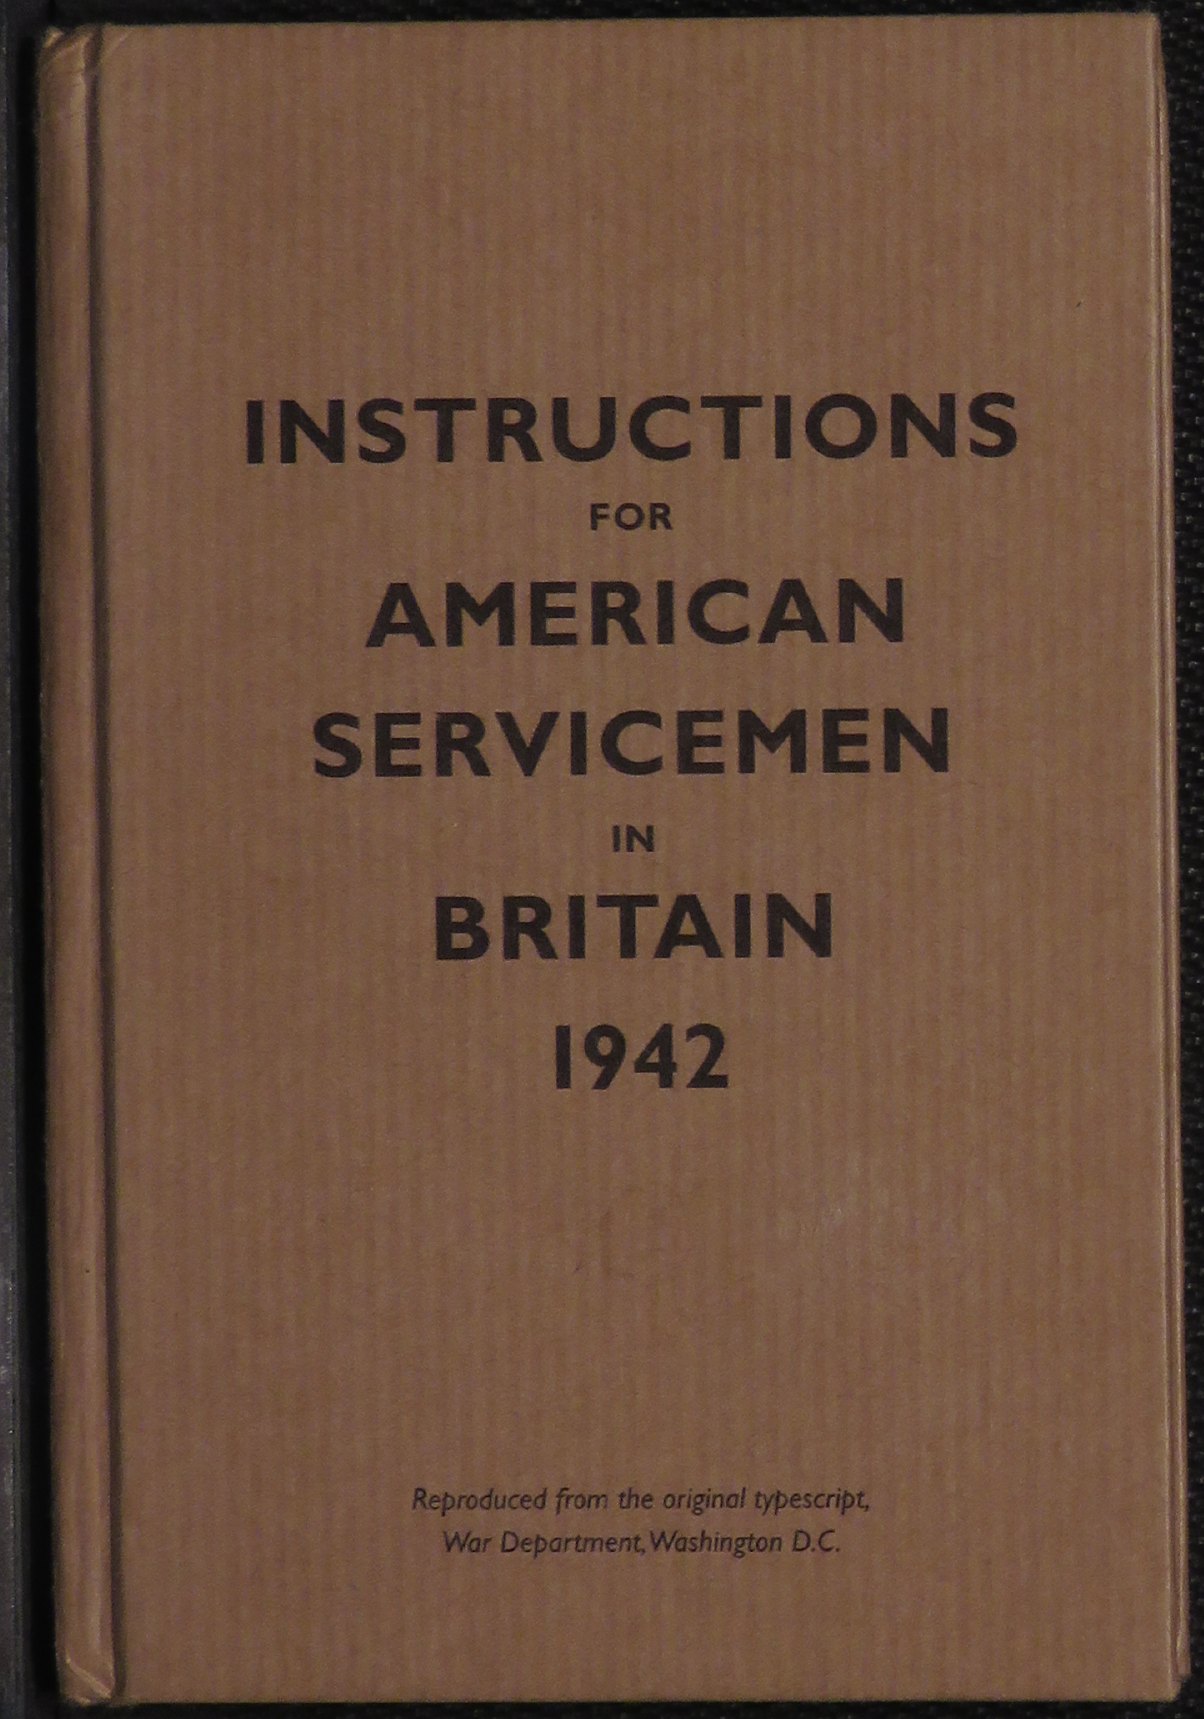 INSTRUCTIONS
FOR
AMERICAN
SERVICEMEN
IN
BRITAIN
1942
Reproduced from the original typescript,
War Department, Washington D.C.